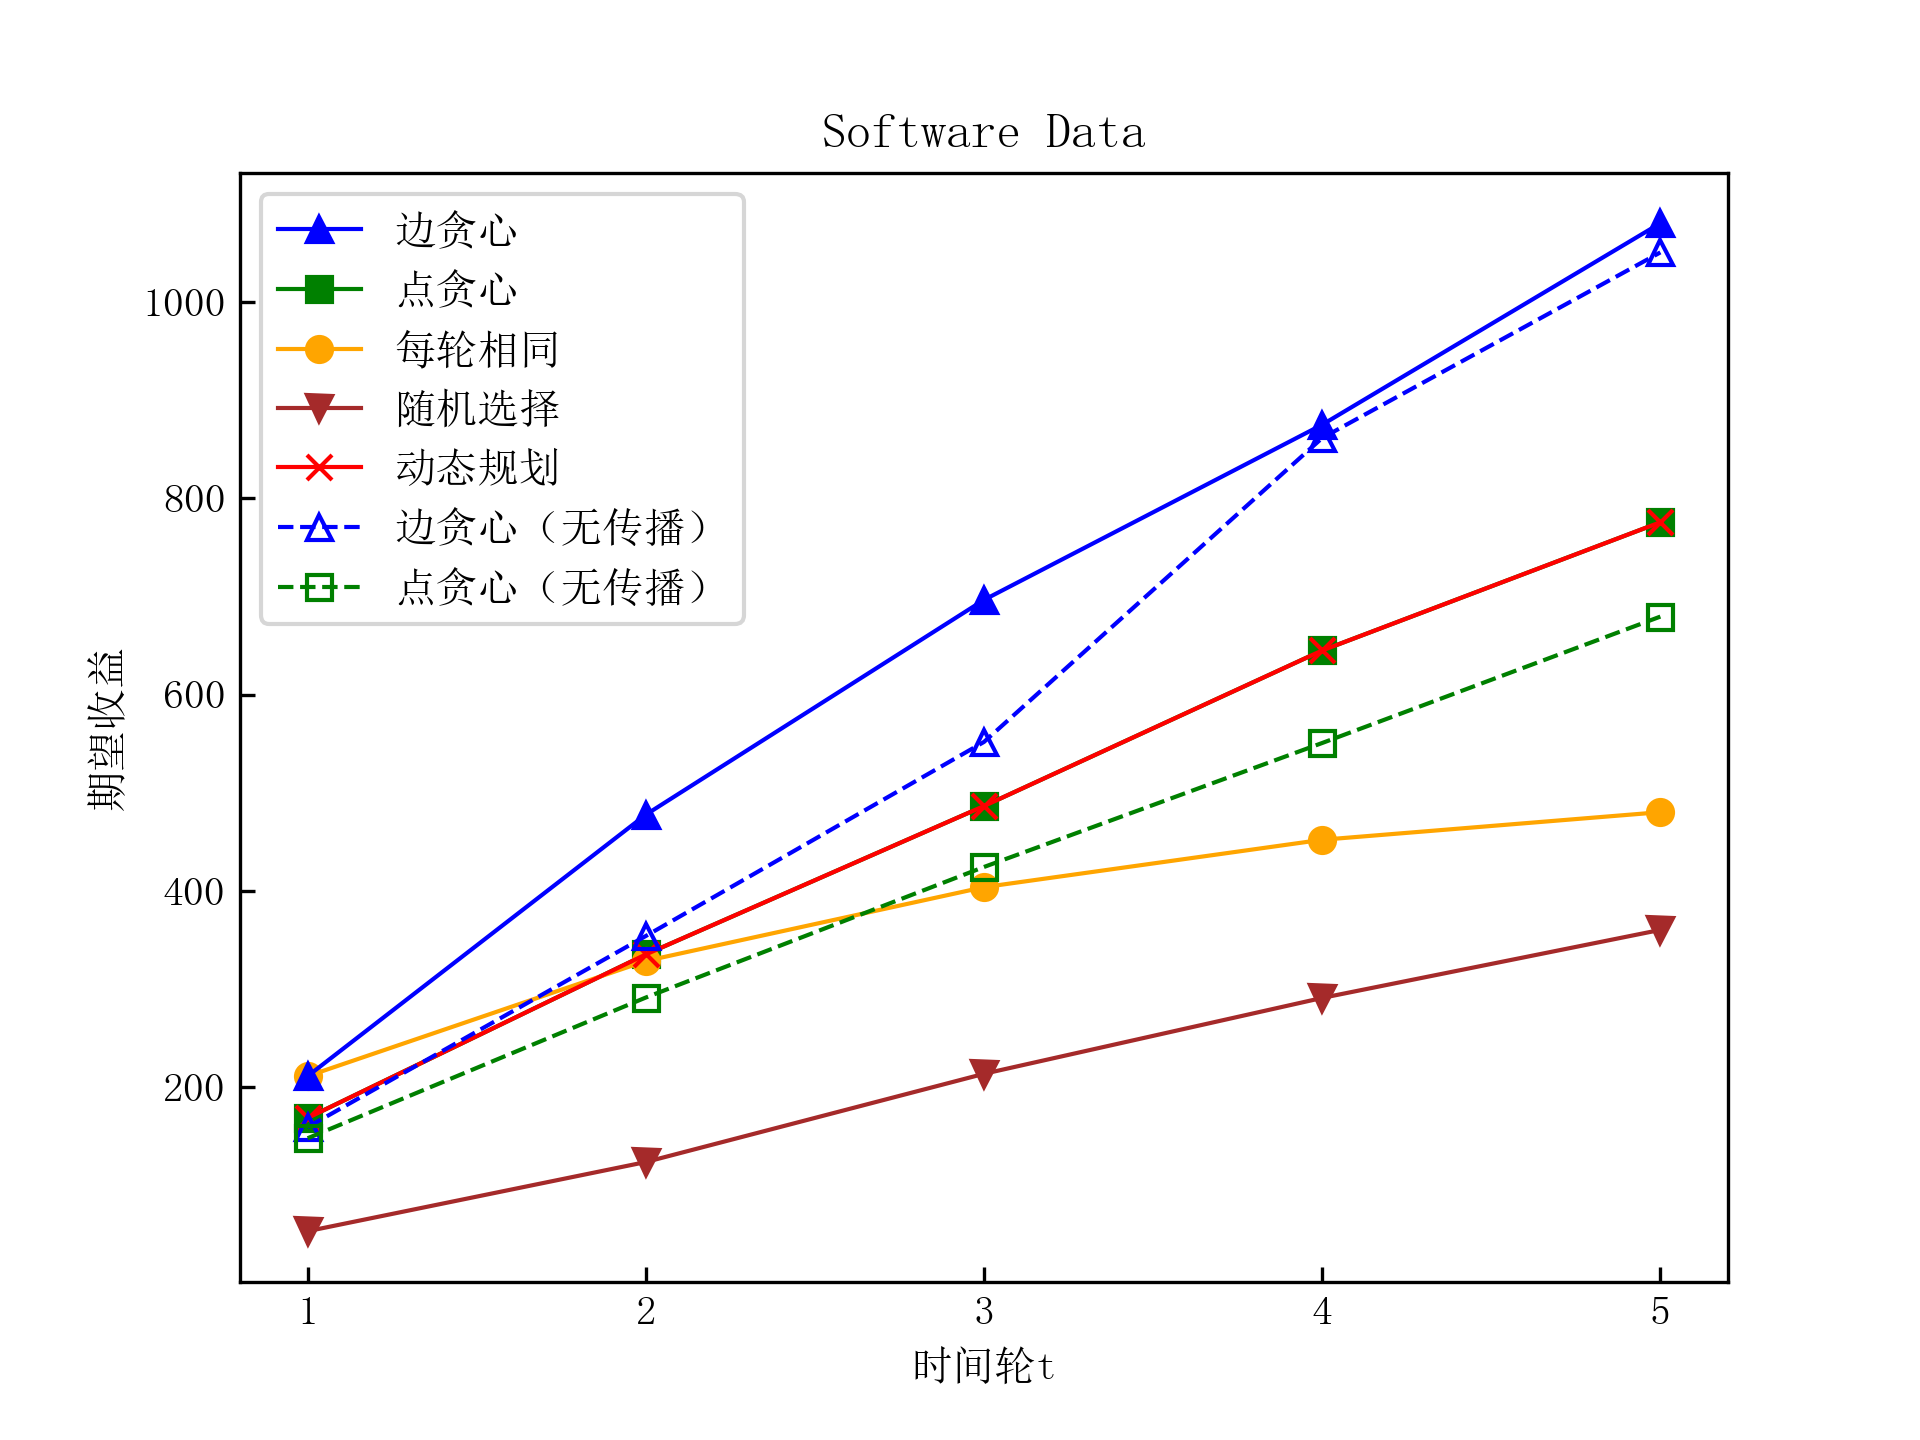 Software Data
边贪心
点贪心
每轮相同
随机选择
动态规划
边贪心（无传播）
点贪心（无传播）
期望收益
1000
800
600
400
200
1 2 3 4 5
时间轮t